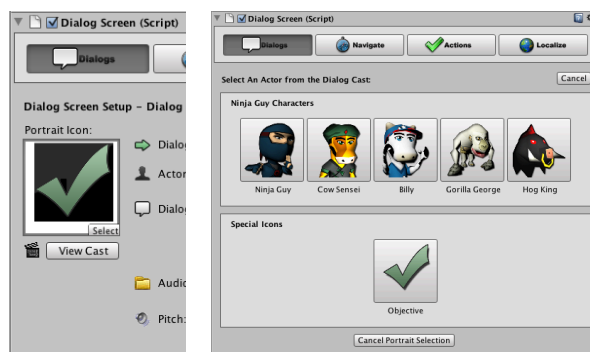 Dialog Screen (Script)
Dialogs
Dialog Screen Setup – Dialog
Portrait Icon:
Dialo
Actor
Dialo
Select
View Cast
Audio
Pitch:
Dialog Screen (Script)
Dialogs Navigate Actions Localize
Select An Actor from the Dialog Cast: Cancel
Ninja Guy Characters
Ninja Guy Cow Sensei Billy Gorilla George Hog King
Special Icons
Objective
Cancel Portrait Selection